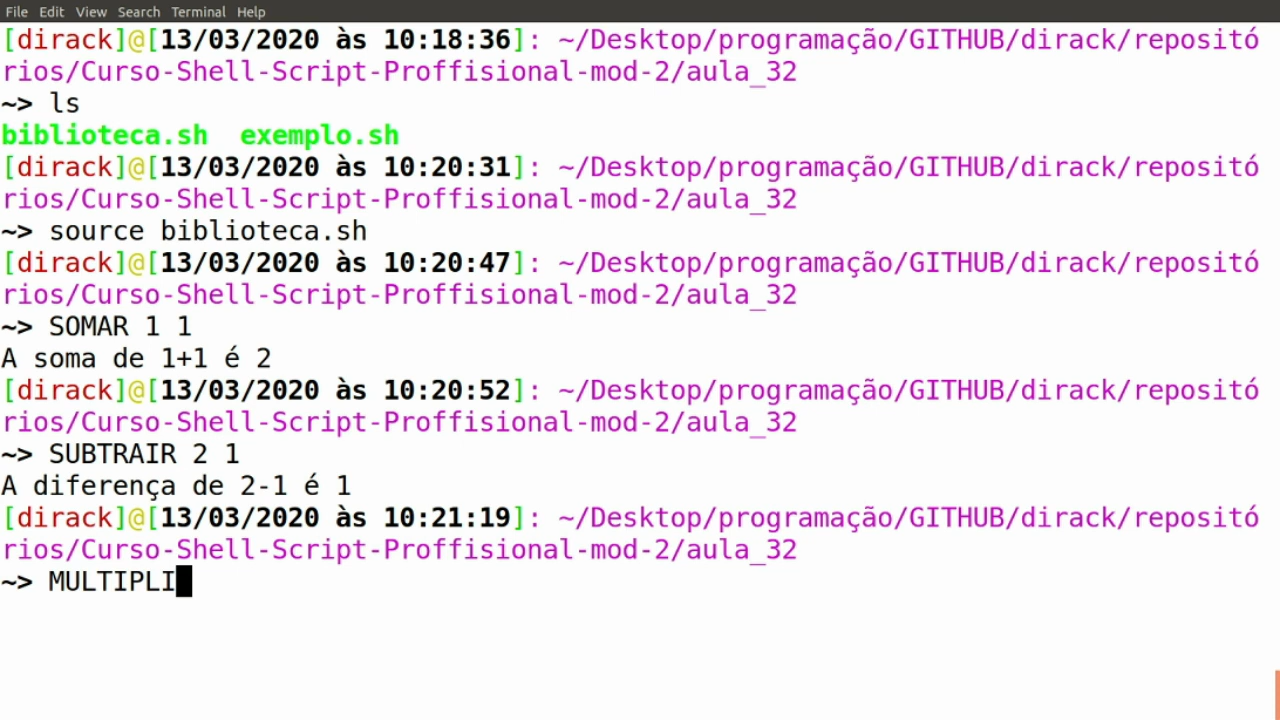 File Edit View Search Terminal Help
[dirack]@[13/03/2020 às 10:18:36]: ~/Desktop/programação/GITHUB/dirack/repositó
rios/Curso-Shell-Script-Proffisional-mod-2/aula_32
~> ls
biblioteca.sh  exemplo.sh
[dirack]@[13/03/2020 às 10:20:31]: ~/Desktop/programação/GITHUB/dirack/repositó
rios/Curso-Shell-Script-Proffisional-mod-2/aula_32
~> source biblioteca.sh
[dirack]@[13/03/2020 às 10:20:47]: ~/Desktop/programação/GITHUB/dirack/repositó
rios/Curso-Shell-Script-Proffisional-mod-2/aula_32
~> SOMAR 1 1
A soma de 1+1 é 2
[dirack]@[13/03/2020 às 10:20:52]: ~/Desktop/programação/GITHUB/dirack/repositó
rios/Curso-Shell-Script-Proffisional-mod-2/aula_32
~> SUBTRAIR 2 1
A diferença de 2-1 é 1
[dirack]@[13/03/2020 às 10:21:19]: ~/Desktop/programação/GITHUB/dirack/repositó
rios/Curso-Shell-Script-Proffisional-mod-2/aula_32
~> MULTIPLI